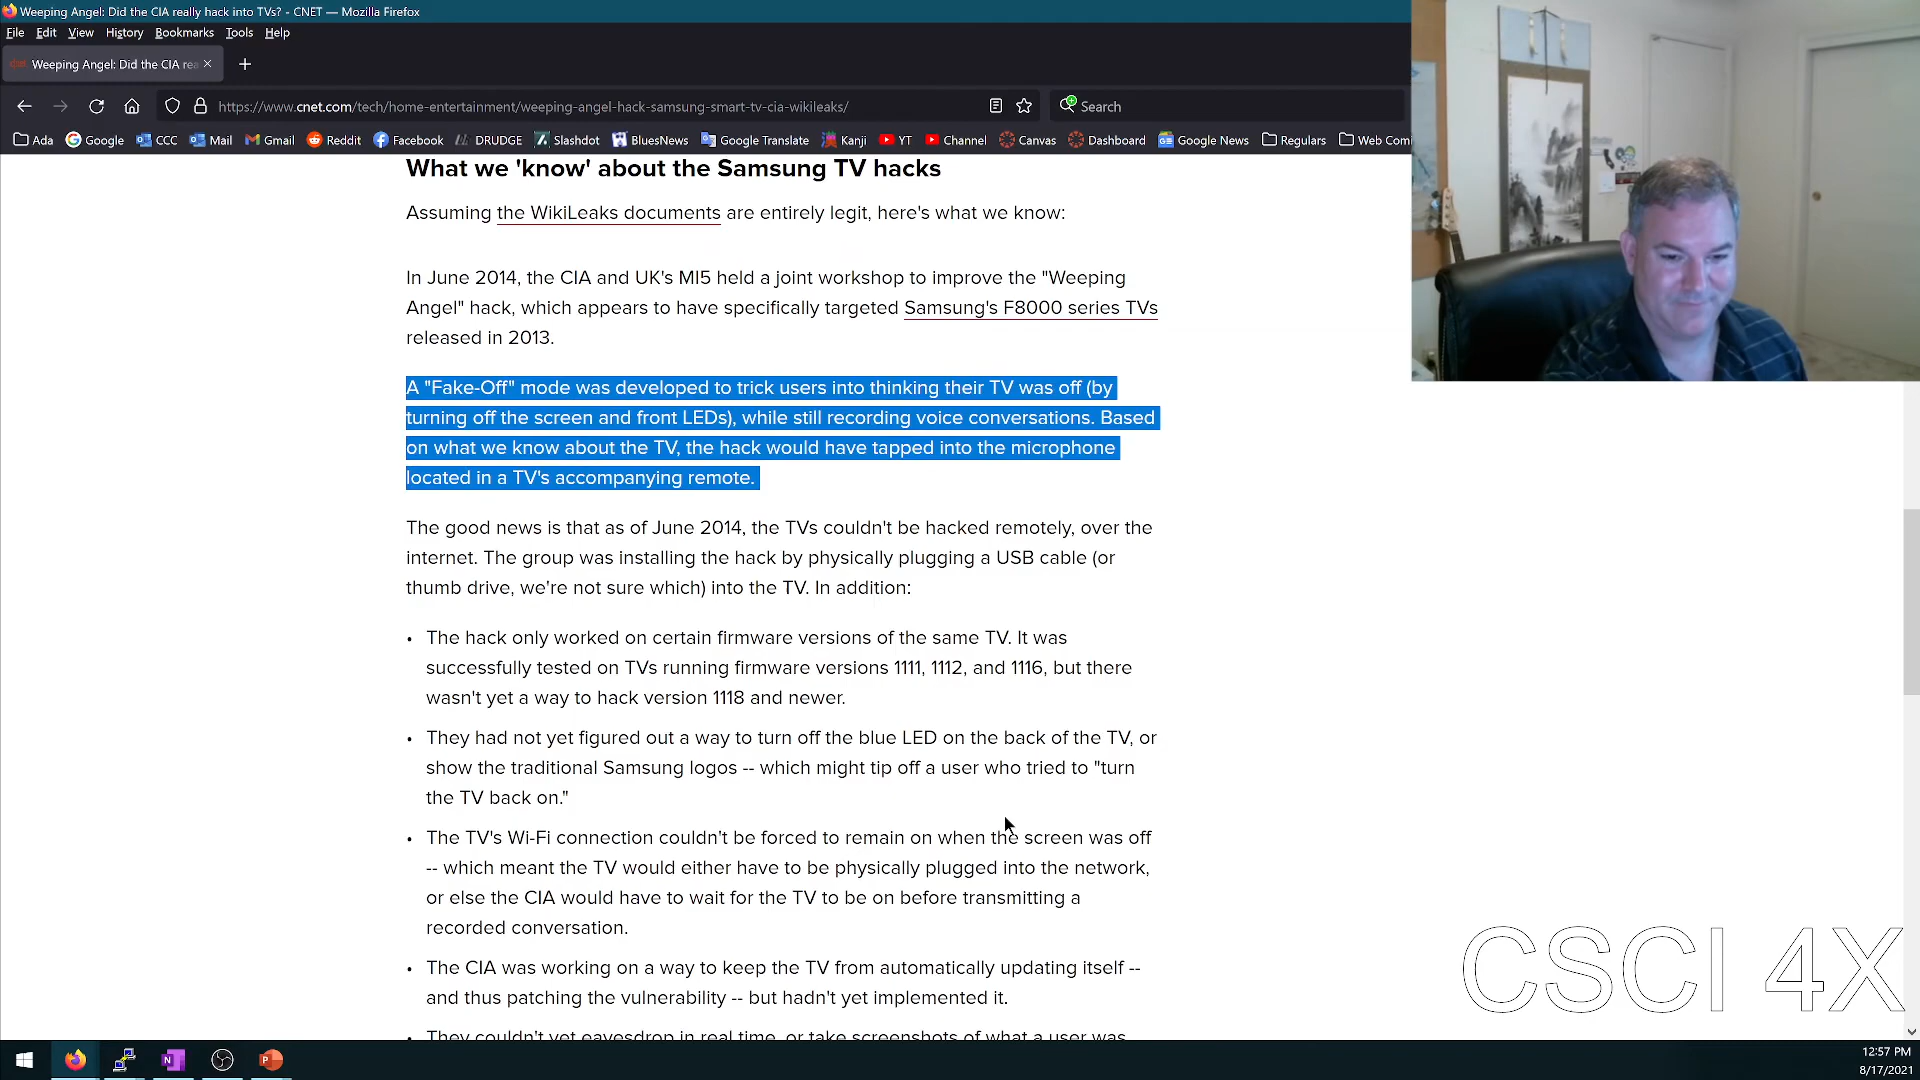 Weeping Angel: Did the CIA really hack into TVs? - CNET — Mozilla Firefox
File Edit View History Bookmarks Tools Help
Weeping Angel: Did the CIA rea
https://www.cnet.com/tech/home-entertainment/weeping-angel-hack-samsung-smart-tv-cia-wikileaks/
Search
Ada Google CCC Mail Gmail Reddit Facebook DRUDGE Slashdot BluesNews Google Translate Kanji YT Channel Canvas Dashboard Google News Regulars Web Comi
What we 'know' about the Samsung TV hacks
Assuming the WikiLeaks documents are entirely legit, here's what we know:
In June 2014, the CIA and UK's MI5 held a joint workshop to improve the "Weeping
Angel" hack, which appears to have specifically targeted Samsung's F8000 series TVs
released in 2013.
A "Fake-Off" mode was developed to trick users into thinking their TV was off (by
turning off the screen and front LEDs), while still recording voice conversations. Based
on what we know about the TV, the hack would have tapped into the microphone
located in a TV's accompanying remote.
The good news is that as of June 2014, the TVs couldn't be hacked remotely, over the
internet. The group was installing the hack by physically plugging a USB cable (or
thumb drive, we're not sure which) into the TV. In addition:
• The hack only worked on certain firmware versions of the same TV. It was
successfully tested on TVs running firmware versions 1111, 1112, and 1116, but there
wasn't yet a way to hack version 1118 and newer.
• They had not yet figured out a way to turn off the blue LED on the back of the TV, or
show the traditional Samsung logos -- which might tip off a user who tried to "turn
the TV back on."
• The TV's Wi-Fi connection couldn't be forced to remain on when the screen was off
-- which meant the TV would either have to be physically plugged into the network,
or else the CIA would have to wait for the TV to be on before transmitting a
recorded conversation.
• The CIA was working on a way to keep the TV from automatically updating itself --
and thus patching the vulnerability -- but hadn't yet implemented it.
• They couldn't yet eavesdrop in real time, or take screenshots of what a user was
CSCI 4X
12:57 PM
8/17/2021